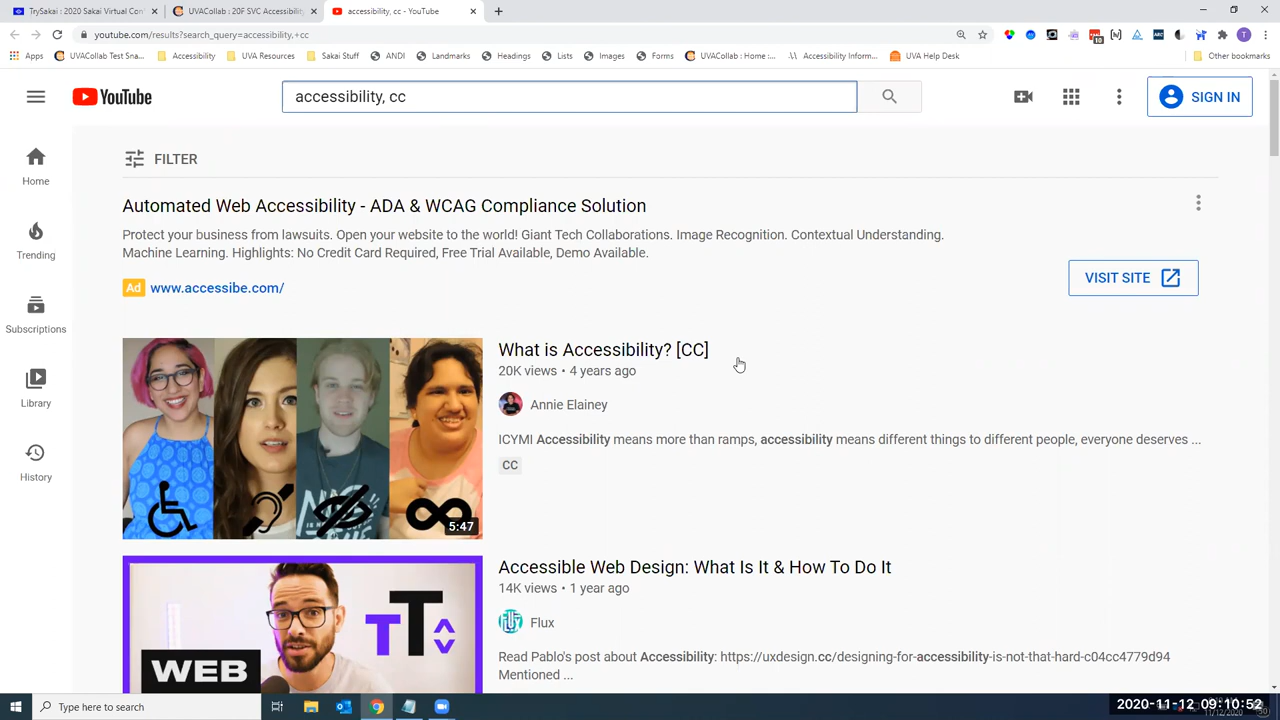 TrySakai : 2020 Sakai Virtual Con
UVACollab : 20F SVC Accessibility
accessibility, cc - YouTube
youtube.com/results?search_query=accessibility,+cc
T
Apps
UVACollab Test Sna...
Accessibility
UVA Resources
Sakai Stuff
ANDI
Landmarks
Headings
Lists
Images
Forms
UVACollab : Home :...
Accessibility Inform...
UVA Help Desk
Other bookmarks
YouTube
accessibility, cc
SIGN IN
Home
Trending
Subscriptions
Library
History
FILTER
Automated Web Accessibility - ADA & WCAG Compliance Solution
Protect your business from lawsuits. Open your website to the world! Giant Tech Collaborations. Image Recognition. Contextual Understanding.
Machine Learning. Highlights: No Credit Card Required, Free Trial Available, Demo Available.
Ad www.accessibe.com/
VISIT SITE
5:47
What is Accessibility? [CC]
20K views • 4 years ago
Annie Elainey
ICYMI Accessibility means more than ramps, accessibility means different things to different people, everyone deserves ...
CC
WEB
Accessible Web Design: What Is It & How To Do It
14K views • 1 year ago
Flux
Read Pablo's post about Accessibility: https://uxdesign.cc/designing-for-accessibility-is-not-that-hard-c04cc4779d94
Mentioned ...
Type here to search
2020-11-12 09:10:52